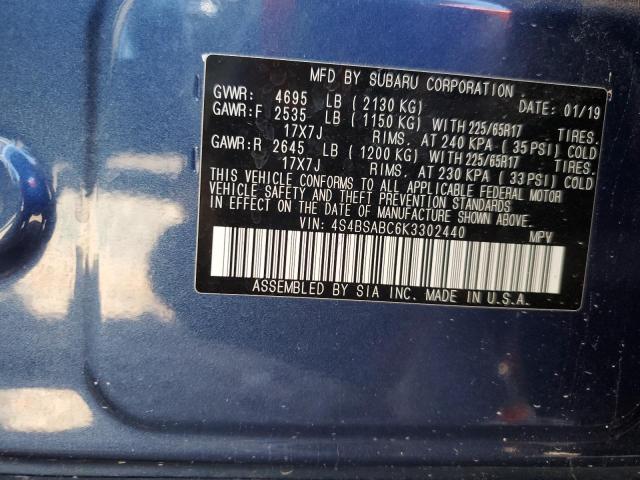 MFD BY SUBARU CORPORATION
GVWR: 4695 LB (2130 KG) DATE: 01/19
GAWR:F 2535 LB (1150 KG) WITH 225/65R17 TIRES.
17X7J RIMS. AT 240 KPA (35 PSI) COLD
GAWR:R 2645 LB (1200 KG) WITH 225/65R17 TIRES.
17X7J RIMS. AT 230 KPA (33 PSI) COLD
THIS VEHICLE CONFORMS TO ALL APPLICABLE FEDERAL MOTOR
VEHICLE SAFETY AND THEFT PREVENTION STANDARDS
IN EFFECT ON THE DATE OF MANUFACTURE SHOWN ABOVE.
VIN: 4S4BSABC6K3302440 MPV
ASSEMBLED BY SIA INC. MADE IN U.S.A.